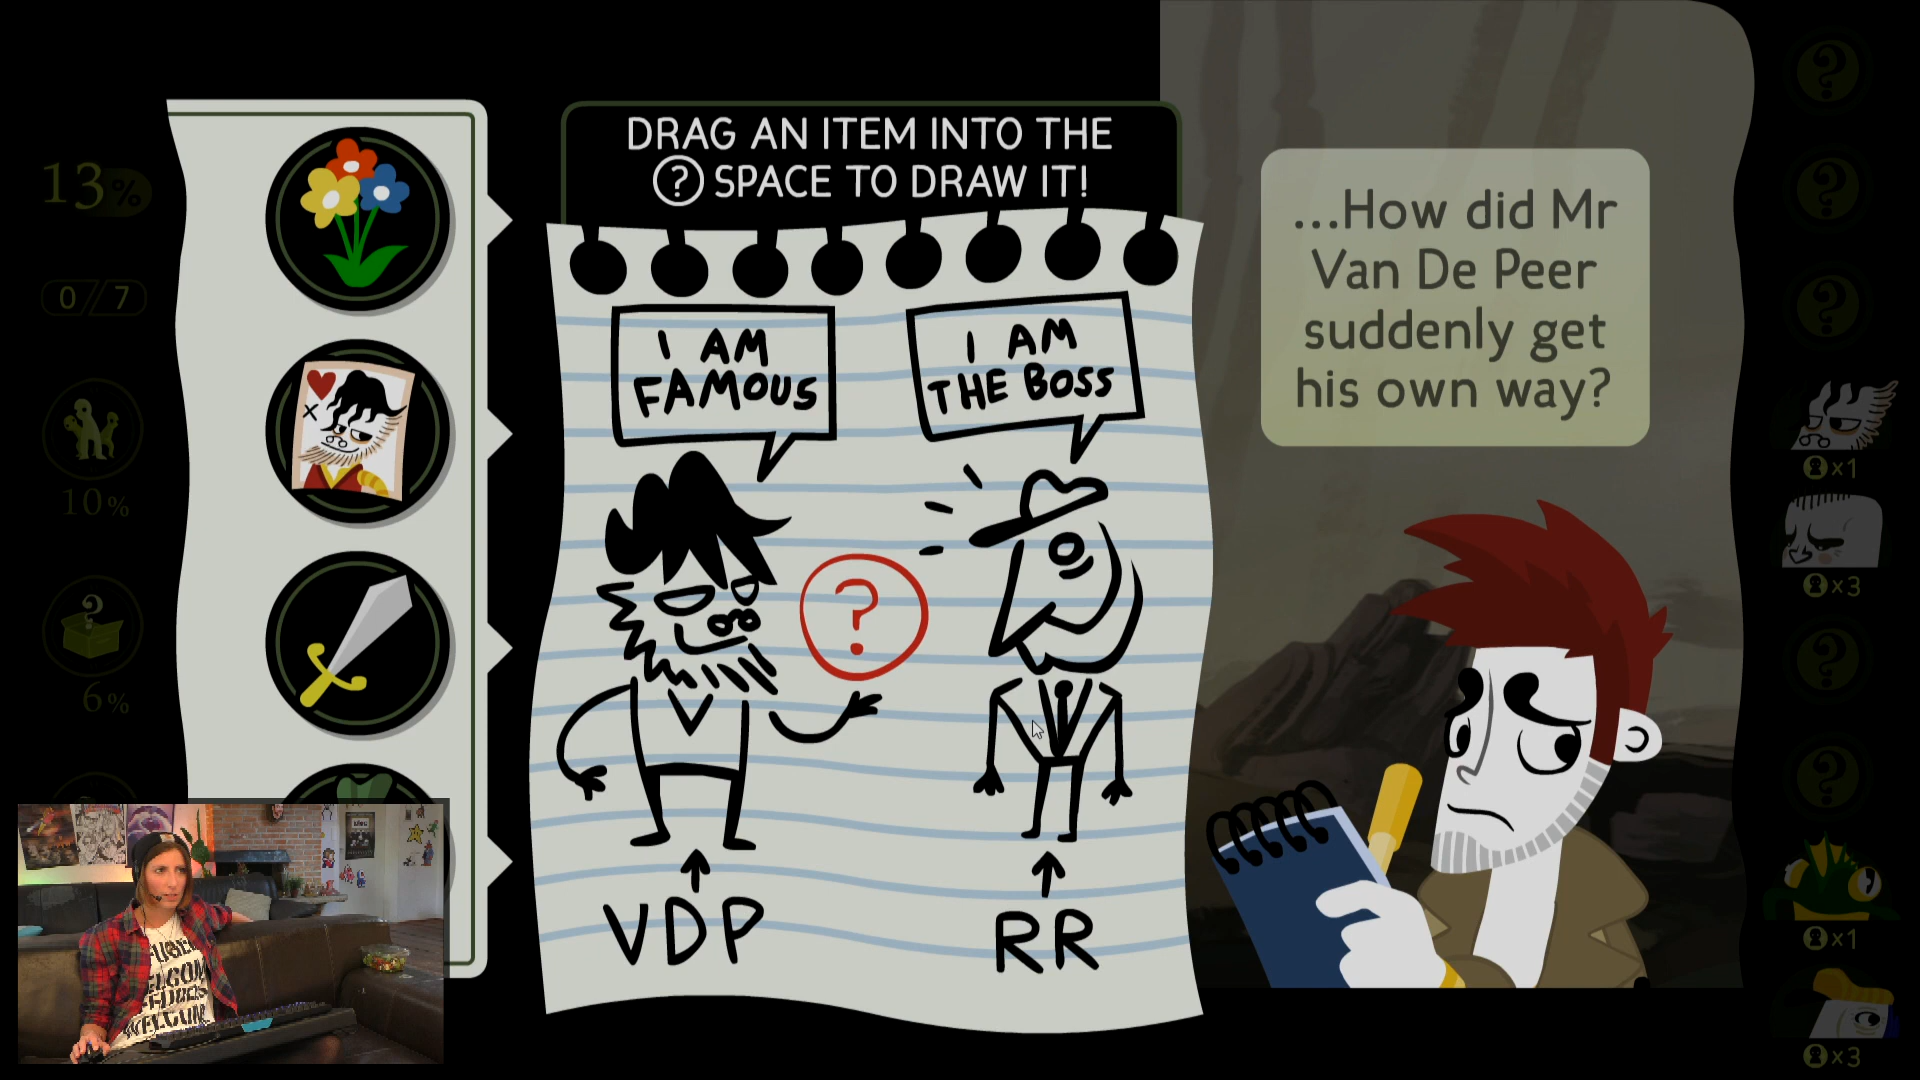 DRAG AN ITEM INTO THE
? SPACE TO DRAW IT!
13%
0/7
10%
?
6%
X
I AM
FAMOUS
I AM
THE BOSS
?
VDP
RR
...How did Mr
Van De Peer
suddenly get
his own way?
?
?
?
x1
x3
?
?
x1
x3
WELCOME